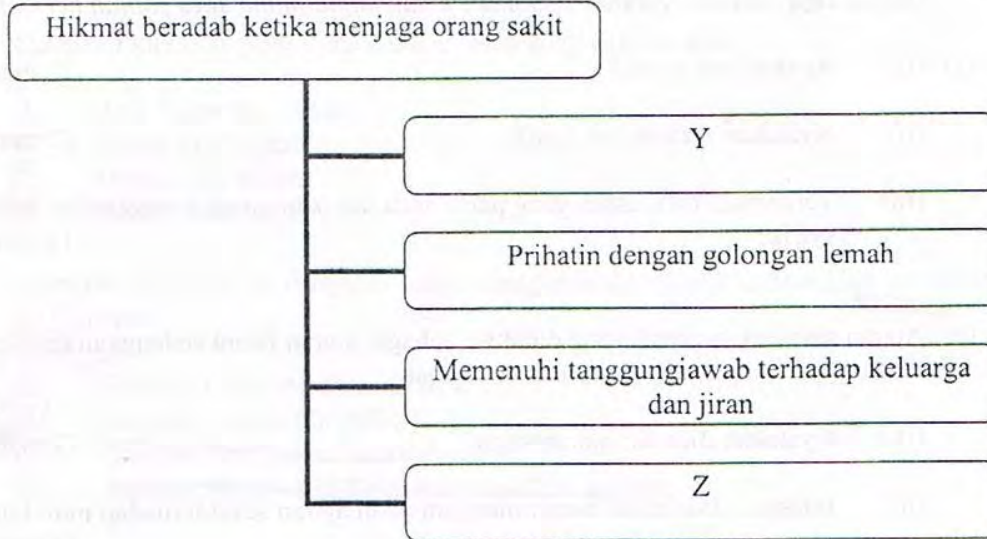 Hikmat beradab ketika menjaga orang sakit
Y
Prihatin dengan golongan lemah
Memenuhi tanggungjawab terhadap keluarga
dan jiran
Z